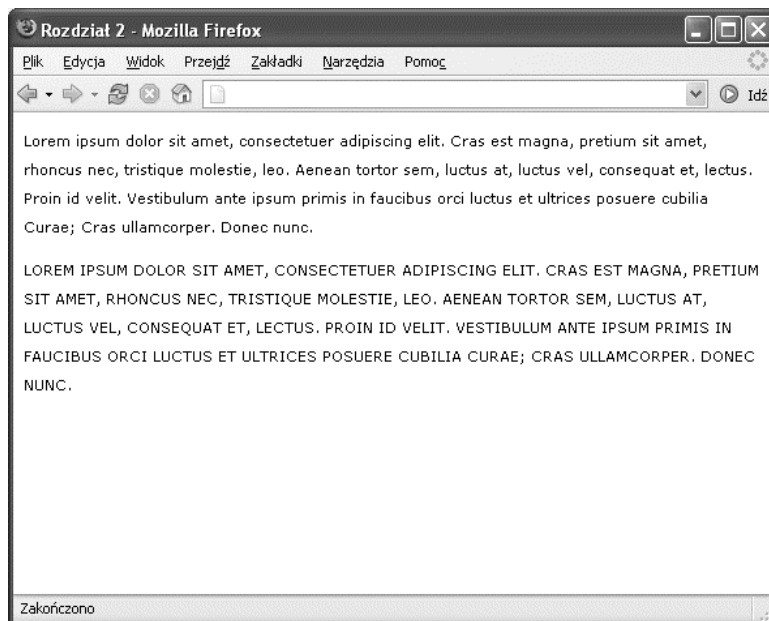 Rozdział 2 - Mozilla Firefox
Plik Edycja Widok Przejdź Zakładki Narzędzia Pomoc
Idź
Lorem ipsum dolor sit amet, consectetuer adipiscing elit. Cras est magna, pretium sit amet,
rhoncus nec, tristique molestie, leo. Aenean tortor sem, luctus at, luctus vel, consequat et, lectus.
Proin id velit. Vestibulum ante ipsum primis in faucibus orci luctus et ultrices posuere cubilia
Curae; Cras ullamcorper. Donec nunc.
LOREM IPSUM DOLOR SIT AMET, CONSECTETUER ADIPISCING ELIT. CRAS EST MAGNA, PRETIUM
SIT AMET, RHONCUS NEC, TRISTIQUE MOLESTIE, LEO. AENEAN TORTOR SEM, LUCTUS AT,
LUCTUS VEL, CONSEQUAT ET, LECTUS. PROIN ID VELIT. VESTIBULUM ANTE IPSUM PRIMIS IN
FAUCIBUS ORCI LUCTUS ET ULTRICES POSUERE CUBILIA CURAE; CRAS ULLAMCORPER. DONEC
NUNC.
Zakończono